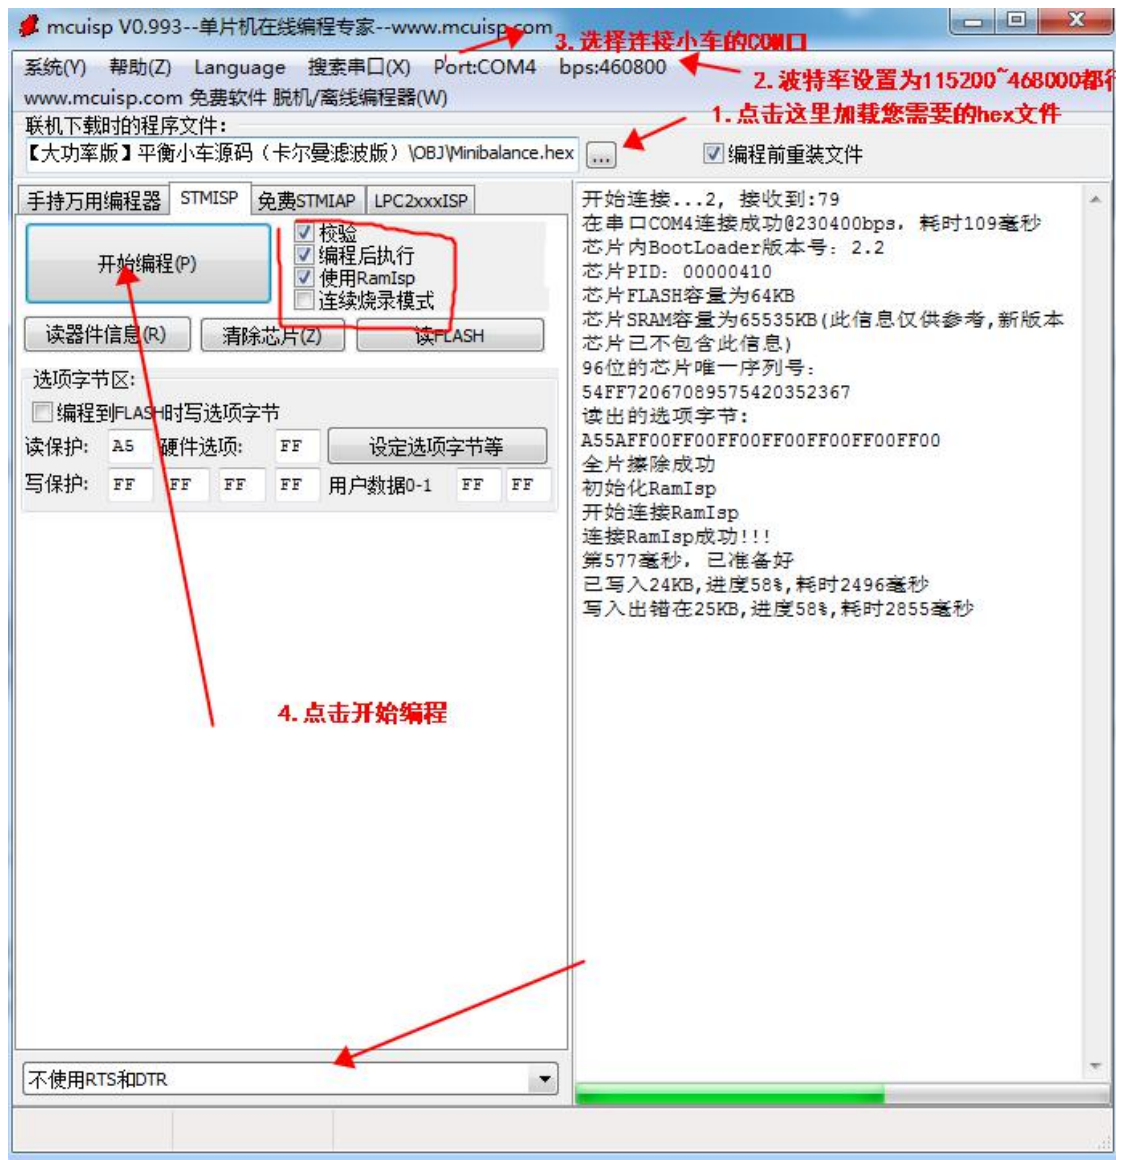 mcuisp V0.993--单片机在线编程专家--www.mcuisp.com
3. 选择连接小车的COM口
系统(Y) 帮助(Z) Language 搜索串口(X) Port:COM4 bps:460800
2. 波特率设置为115200~468000都行
www.mcuisp.com 免费软件 脱机/离线编程器(W)
1. 点击这里加载您需要的hex文件
联机下载时的程序文件:
【大功率版】平衡小车源码（卡尔曼滤波版）\OBJ\Minibalance.hex ... 编程前重装文件
手持万用编程器 STMISP 免费STMIAP LPC2xxxISP
开始编程(P)
校验
编程后执行
使用RamIsp
连续烧录模式
读器件信息(R) 清除芯片(Z) 读FLASH
选项字节区:
编程到FLASH时写选项字节
读保护: A5 硬件选项: FF 设定选项字节等
写保护: FF FF FF FF 用户数据0-1 FF FF
4. 点击开始编程
不使用RTS和DTR
开始连接...2, 接收到:79
在串口COM4连接成功@230400bps, 耗时109毫秒
芯片内BootLoader版本号: 2.2
芯片PID: 00000410
芯片FLASH容量为64KB
芯片SRAM容量为65535KB(此信息仅供参考,新版本
芯片已不包含此信息)
96位的芯片唯一序列号:
54FF72067089575420352367
读出的选项字节:
A55AFF00FF00FF00FF00FF00FF00FF00
全片擦除成功
初始化RamIsp
开始连接RamIsp
连接RamIsp成功!!!
第577毫秒, 已准备好
已写入24KB,进度58%,耗时2496毫秒
写入出错在25KB,进度58%,耗时2855毫秒